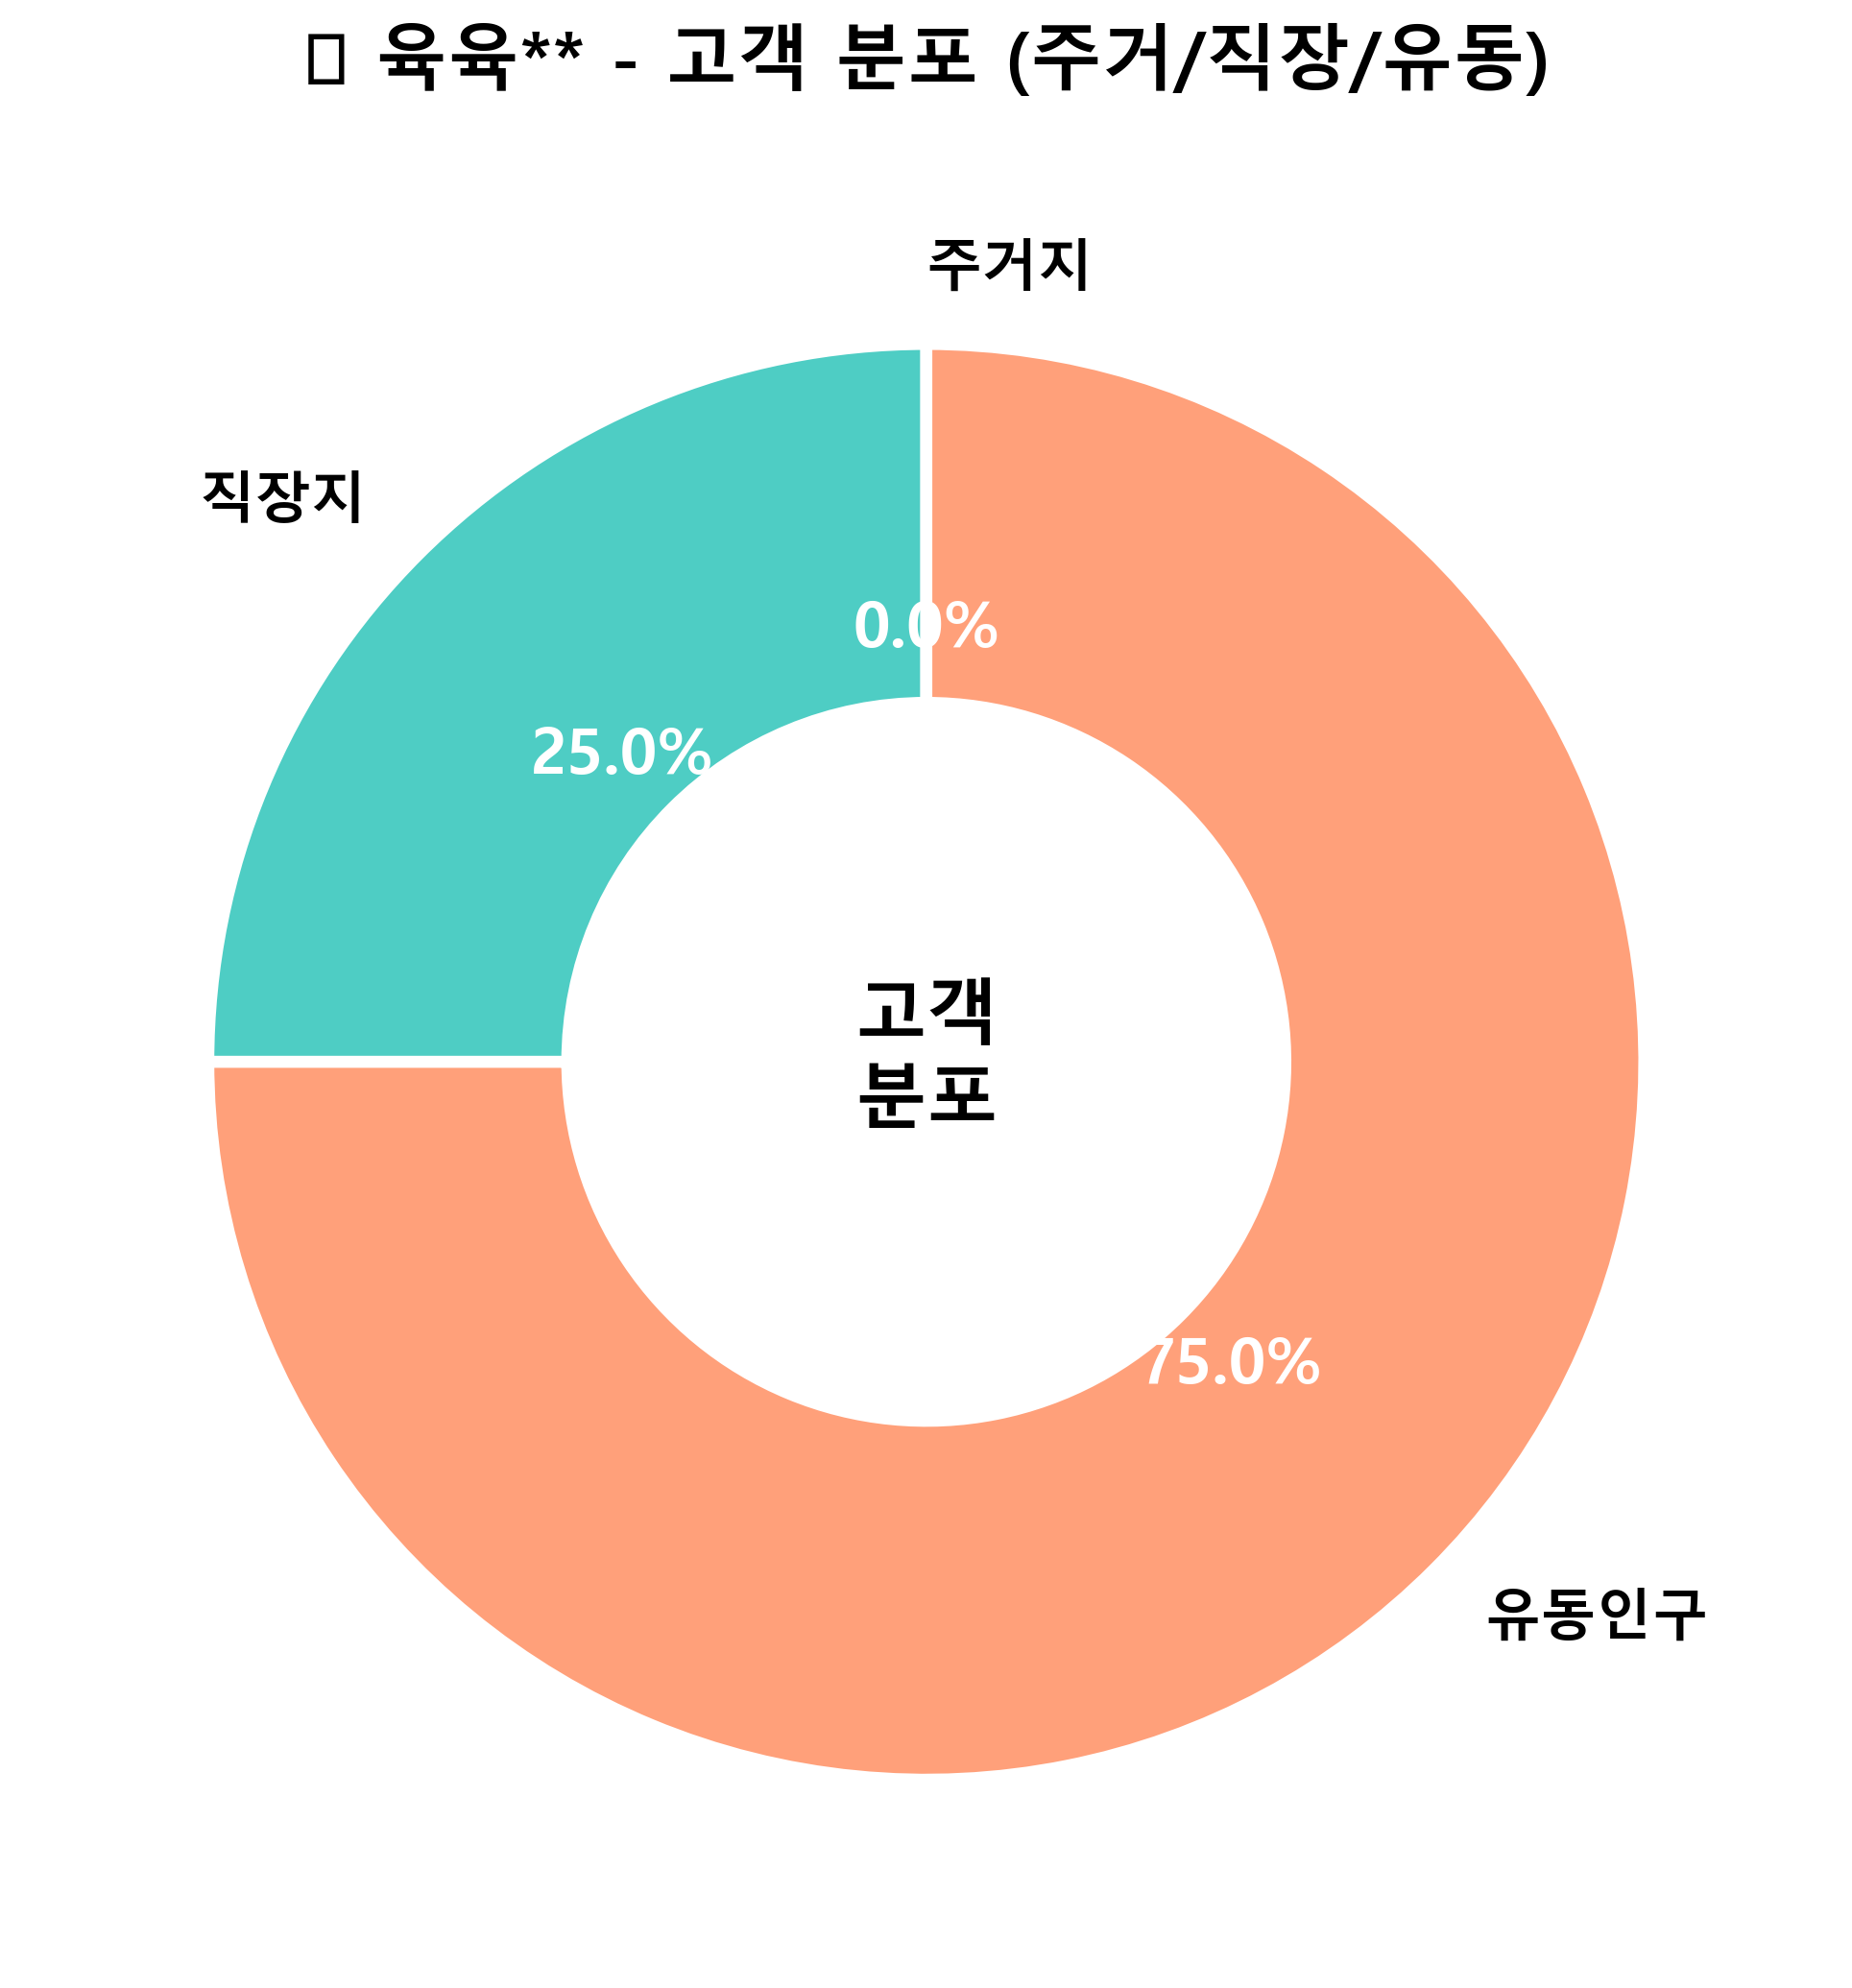 육육** - 고객 분포 (주거/직장/유동)
주거지
직장지
0.0%
25.0%
고객
분포
75.0%
유동인구